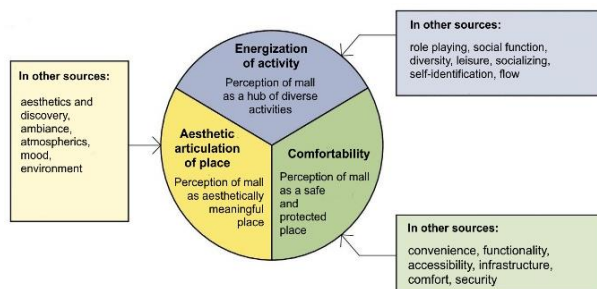 Energization
of activity
Perception of mall
as a hub of diverse
activities
In other sources:
role playing, social function,
diversity, leisure, socializing,
self-identification, flow
In other sources:
aesthetics and
discovery,
ambiance,
atmospherics,
mood,
environment
Aesthetic
articulation
of place
Perception of mall
as aesthetically
meaningful
place
Comfortability
Perception of mall
as a safe
and
protected
place
In other sources:
convenience, functionality,
accessibility, infrastructure,
comfort, security